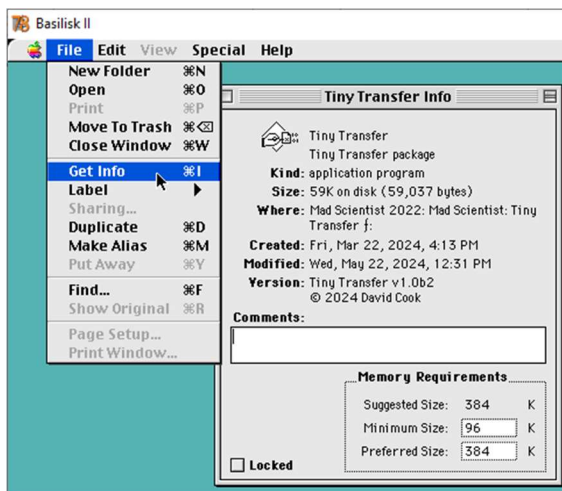 Basilisk II
File Edit View Special Help
New Folder ⌘N
Open ⌘O
Print ⌘P
Move To Trash ⌘⌫
Close Window ⌘W
Get Info ⌘I
Label
Sharing...
Duplicate ⌘D
Make Alias ⌘M
Put Away ⌘Y
Find... ⌘F
Show Original ⌘R
Page Setup...
Print Window...
Tiny Transfer Info
Tiny Transfer
Tiny Transfer package
Kind: application program
Size: 59K on disk (59,037 bytes)
Where: Mad Scientist 2022: Mad Scientist: Tiny
Transfer ƒ:
Created: Fri, Mar 22, 2024, 4:13 PM
Modified: Wed, May 22, 2024, 12:31 PM
Version: Tiny Transfer v1.0b2
© 2024 David Cook
Comments:
Memory Requirements
Suggested Size: 384 K
Minimum Size: 96 K
Preferred Size: 384 K
Locked